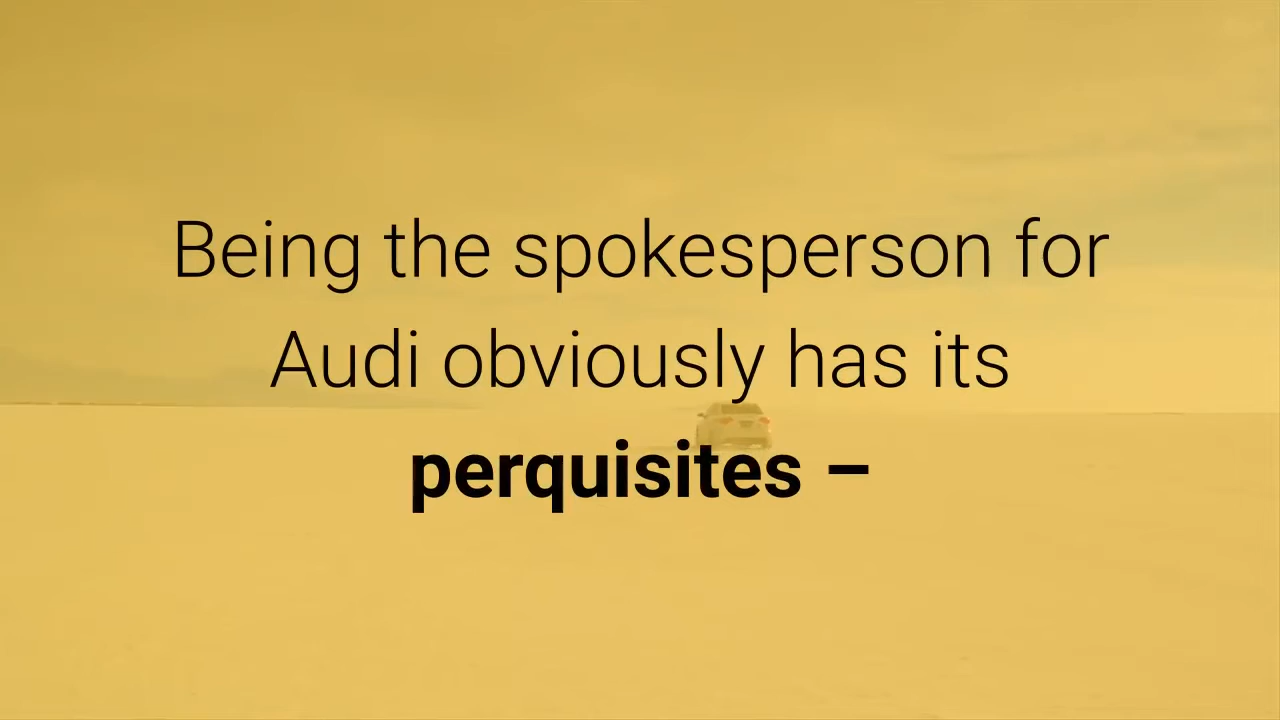 Being the spokesperson for
Audi obviously has its
perquisites –